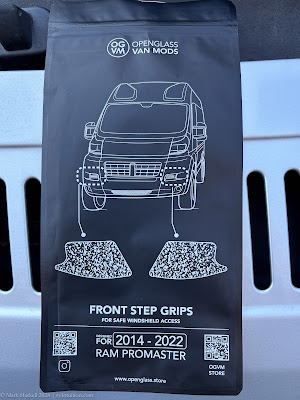 OG
VM
OPENGLASS
VAN MODS
FRONT STEP GRIPS
FOR SAFE WINDSHIELD ACCESS
DESIGNED
FOR
2014 - 2022
RAM PROMASTER
www.openglass.store
OGVM
STORE